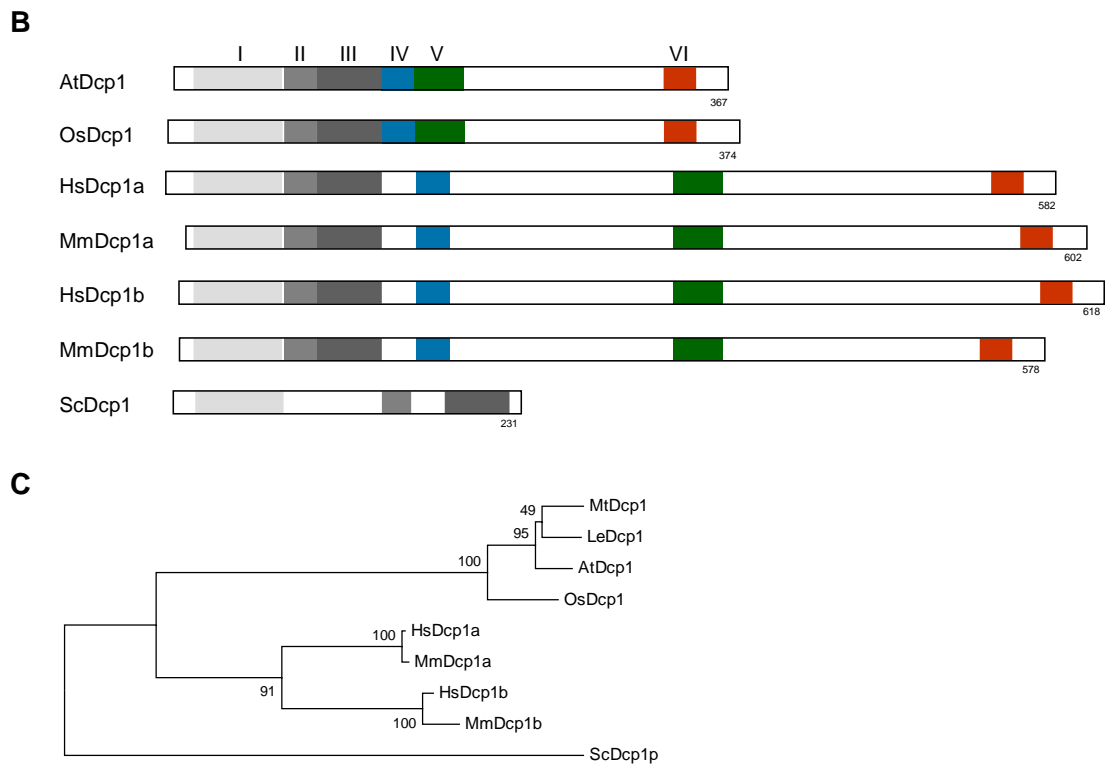 B
I II III IV V VI
AtDcp1
367
OsDcp1
374
HsDcp1a
582
MmDcp1a
602
HsDcp1b
618
MmDcp1b
578
ScDcp1
231
C
MtDcp1
49
LeDcp1
95
AtDcp1
100
OsDcp1
HsDcp1a
100
MmDcp1a
91
HsDcp1b
100
MmDcp1b
ScDcp1p